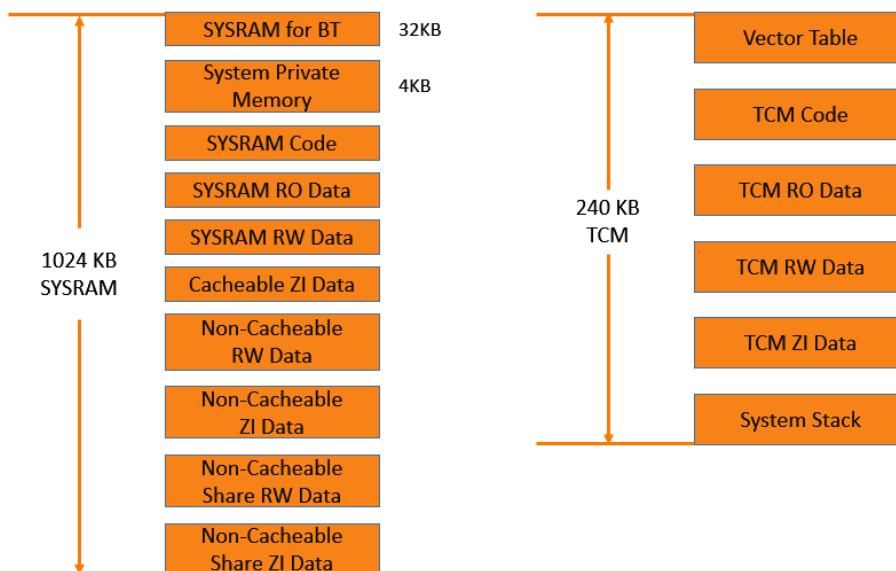 SYSRAM for BT
32KB
System Private
Memory
4KB
SYSRAM Code
SYSRAM RO Data
SYSRAM RW Data
1024 KB
SYSRAM
Cacheable ZI Data
Non-Cacheable
RW Data
Non-Cacheable
ZI Data
Non-Cacheable
Share RW Data
Non-Cacheable
Share ZI Data
Vector Table
TCM Code
TCM RO Data
240 KB
TCM
TCM RW Data
TCM ZI Data
System Stack